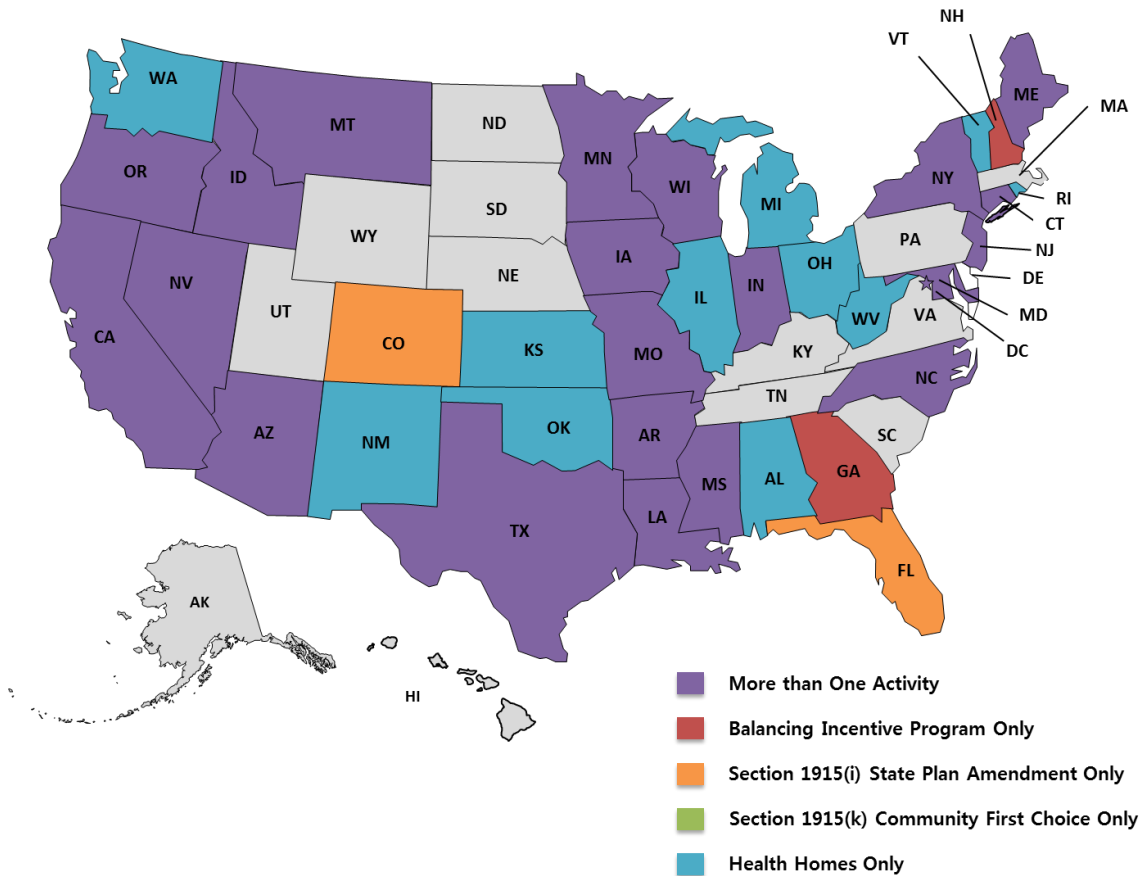 NH
VT
WA
ME
MA
MT
ND
MN
OR
ID
WI
NY
SD
MI
RI
WY
CT
PA
NJ
IA
NE
OH
DE
NV
IN
IL
UT
WV
VA
MD
CA
CO
KS
MO
KY
DC
NC
TN
AZ
OK
AR
SC
NM
GA
AL
MS
LA
TX
FL
AK
HI
More than One Activity
Balancing Incentive Program Only
Section 1915(i) State Plan Amendment Only
Section 1915(k) Community First Choice Only
Health Homes Only